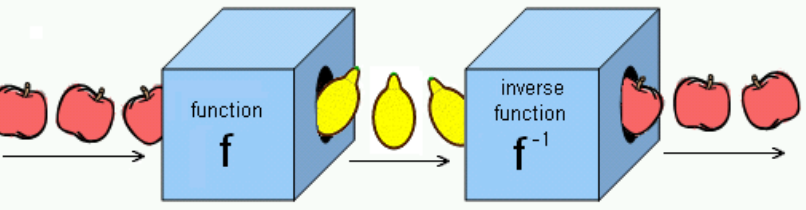 function
f
inverse
function
f⁻¹